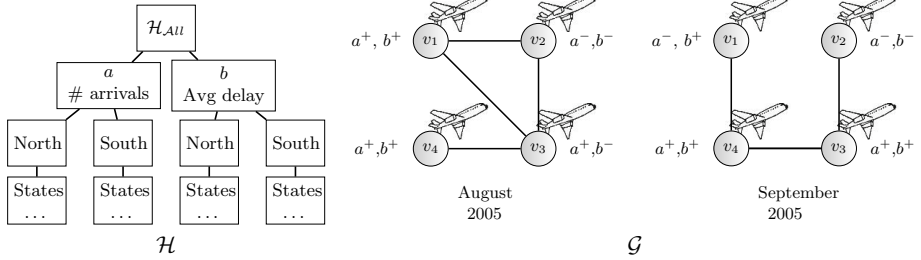 ℋ_All
a
# arrivals
b
Avg delay
North
South
North
South
States
...
States
...
States
...
States
...
ℋ
a⁺, b⁺
v₁
v₂
a⁻,b⁻
a⁺,b⁺
v₄
v₃
a⁺,b⁻
August
2005
a⁻, b⁺
v₁
v₂
a⁻,b⁻
a⁺,b⁺
v₄
v₃
a⁺,b⁺
September
2005
𝒢